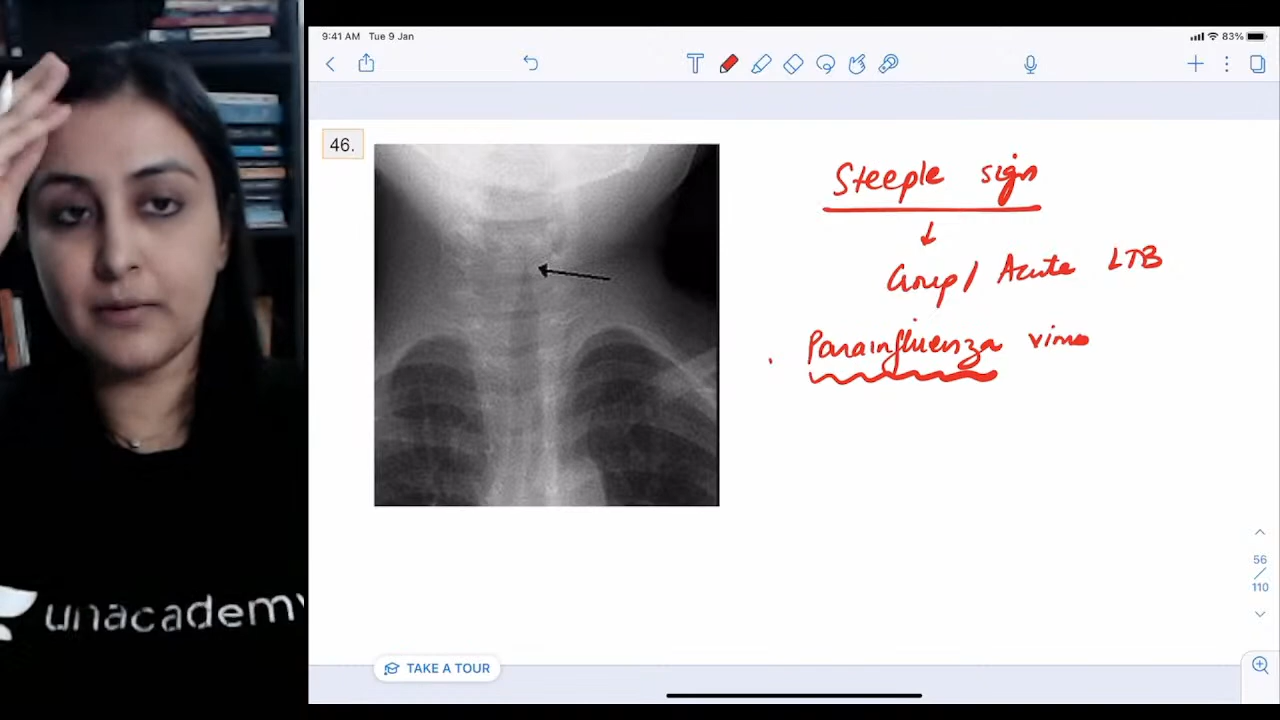 9:41 AM Tue 9 Jan
83%
46.
Steeple sign
Croup/ Acute LTB
Parainfluenza virus
56
110
unacademy
TAKE A TOUR